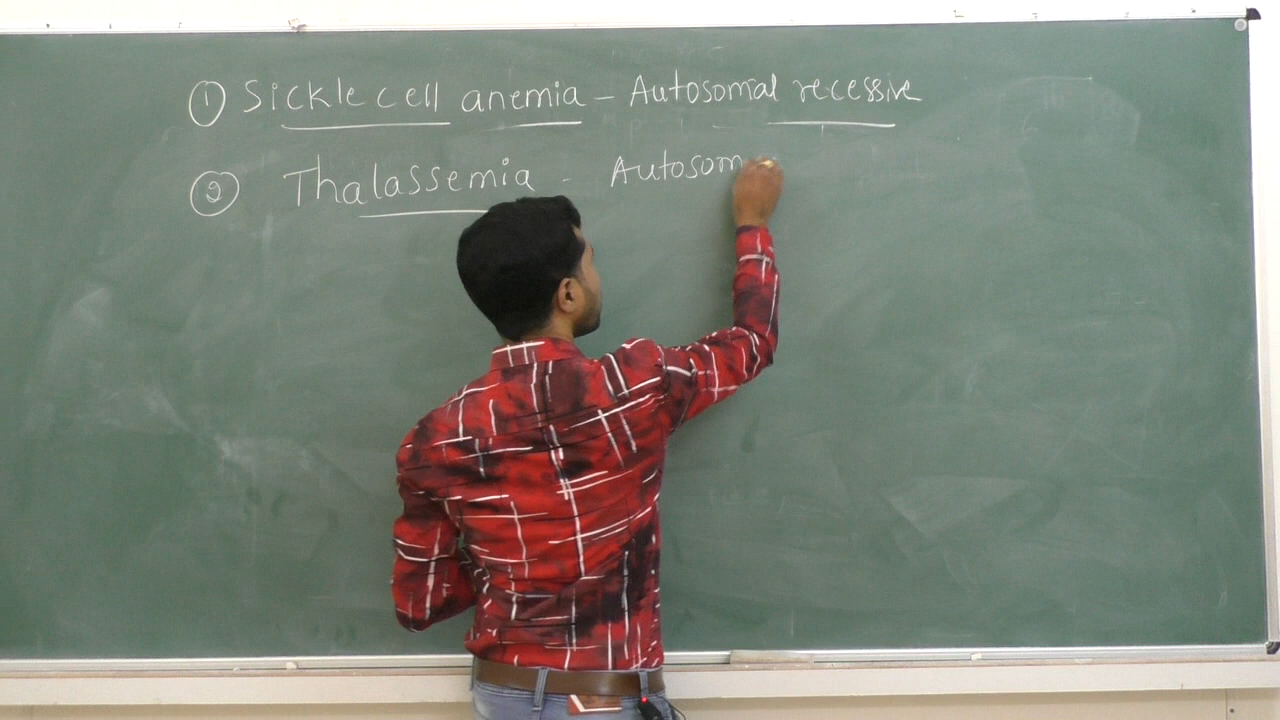 ① Sickle cell anemia – Autosomal recessive
② Thalassemia - Autosom